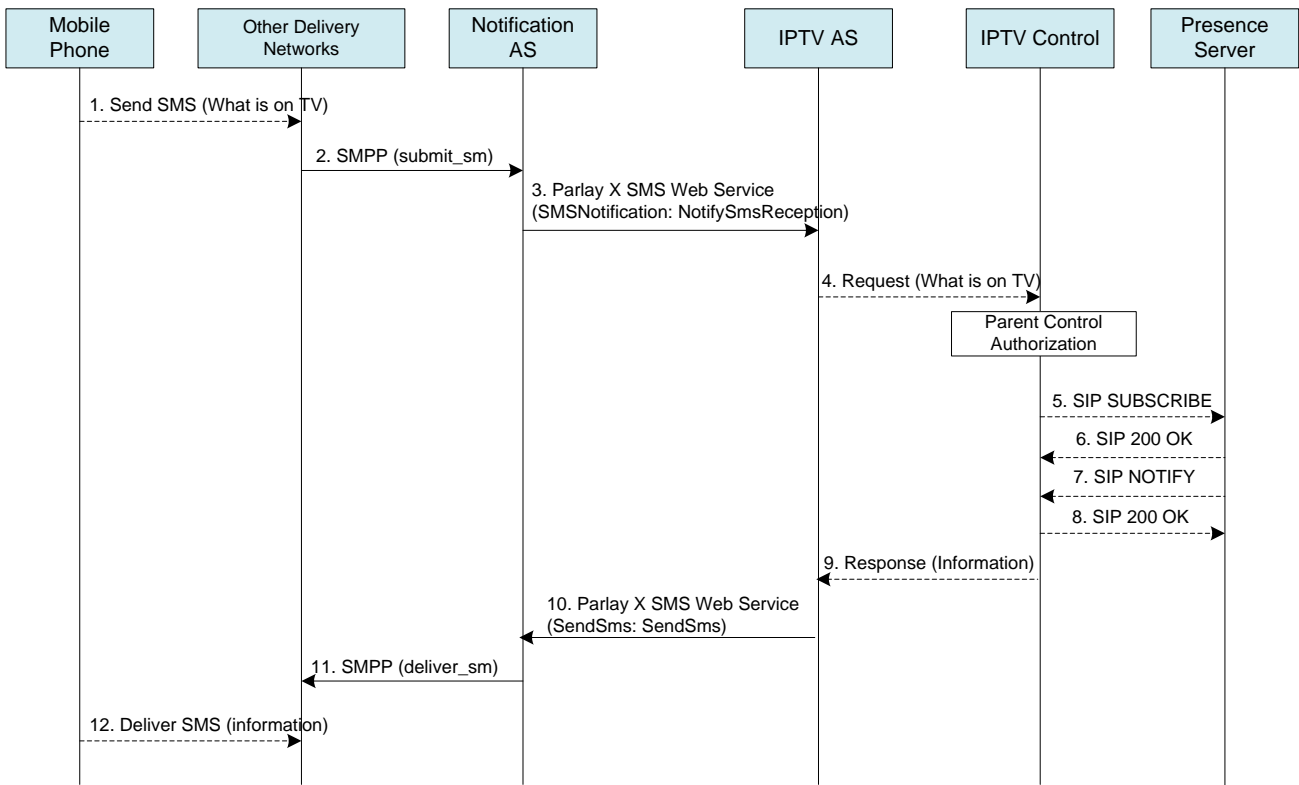 Mobile
Phone
Other Delivery
Networks
Notification
AS
IPTV AS
IPTV Control
Presence
Server
1. Send SMS (What is on TV)
2. SMPP (submit_sm)
3. Parlay X SMS Web Service
(SMSNotification: NotifySmsReception)
4. Request (What is on TV)
Parent Control
Authorization
5. SIP SUBSCRIBE
6. SIP 200 OK
7. SIP NOTIFY
8. SIP 200 OK
9. Response (Information)
10. Parlay X SMS Web Service
(SendSms: SendSms)
11. SMPP (deliver_sm)
12. Deliver SMS (information)